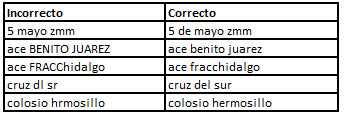 Incorrecto Correcto
5 mayo zmm 5 de mayo zmm
ace BENITO JUAREZ ace benito juarez
ace FRACChidalgo ace fracchidalgo
cruz dl sr cruz del sur
colosio hrmosillo colosio hermosillo